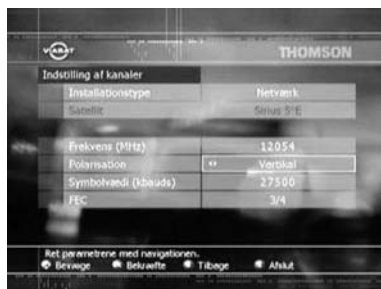 VIASAT
THOMSON
Indstilling af kanaler
Installationstype Netværk
Satellit Sirius 5°E
Frekvens (MHz) 12054
Polarisation Vertikal
Symbolværdi (kbauds) 27500
FEC 3/4
Ret parametrene med navigationen.
Bevæge Bekræfte Tilbage Afslut